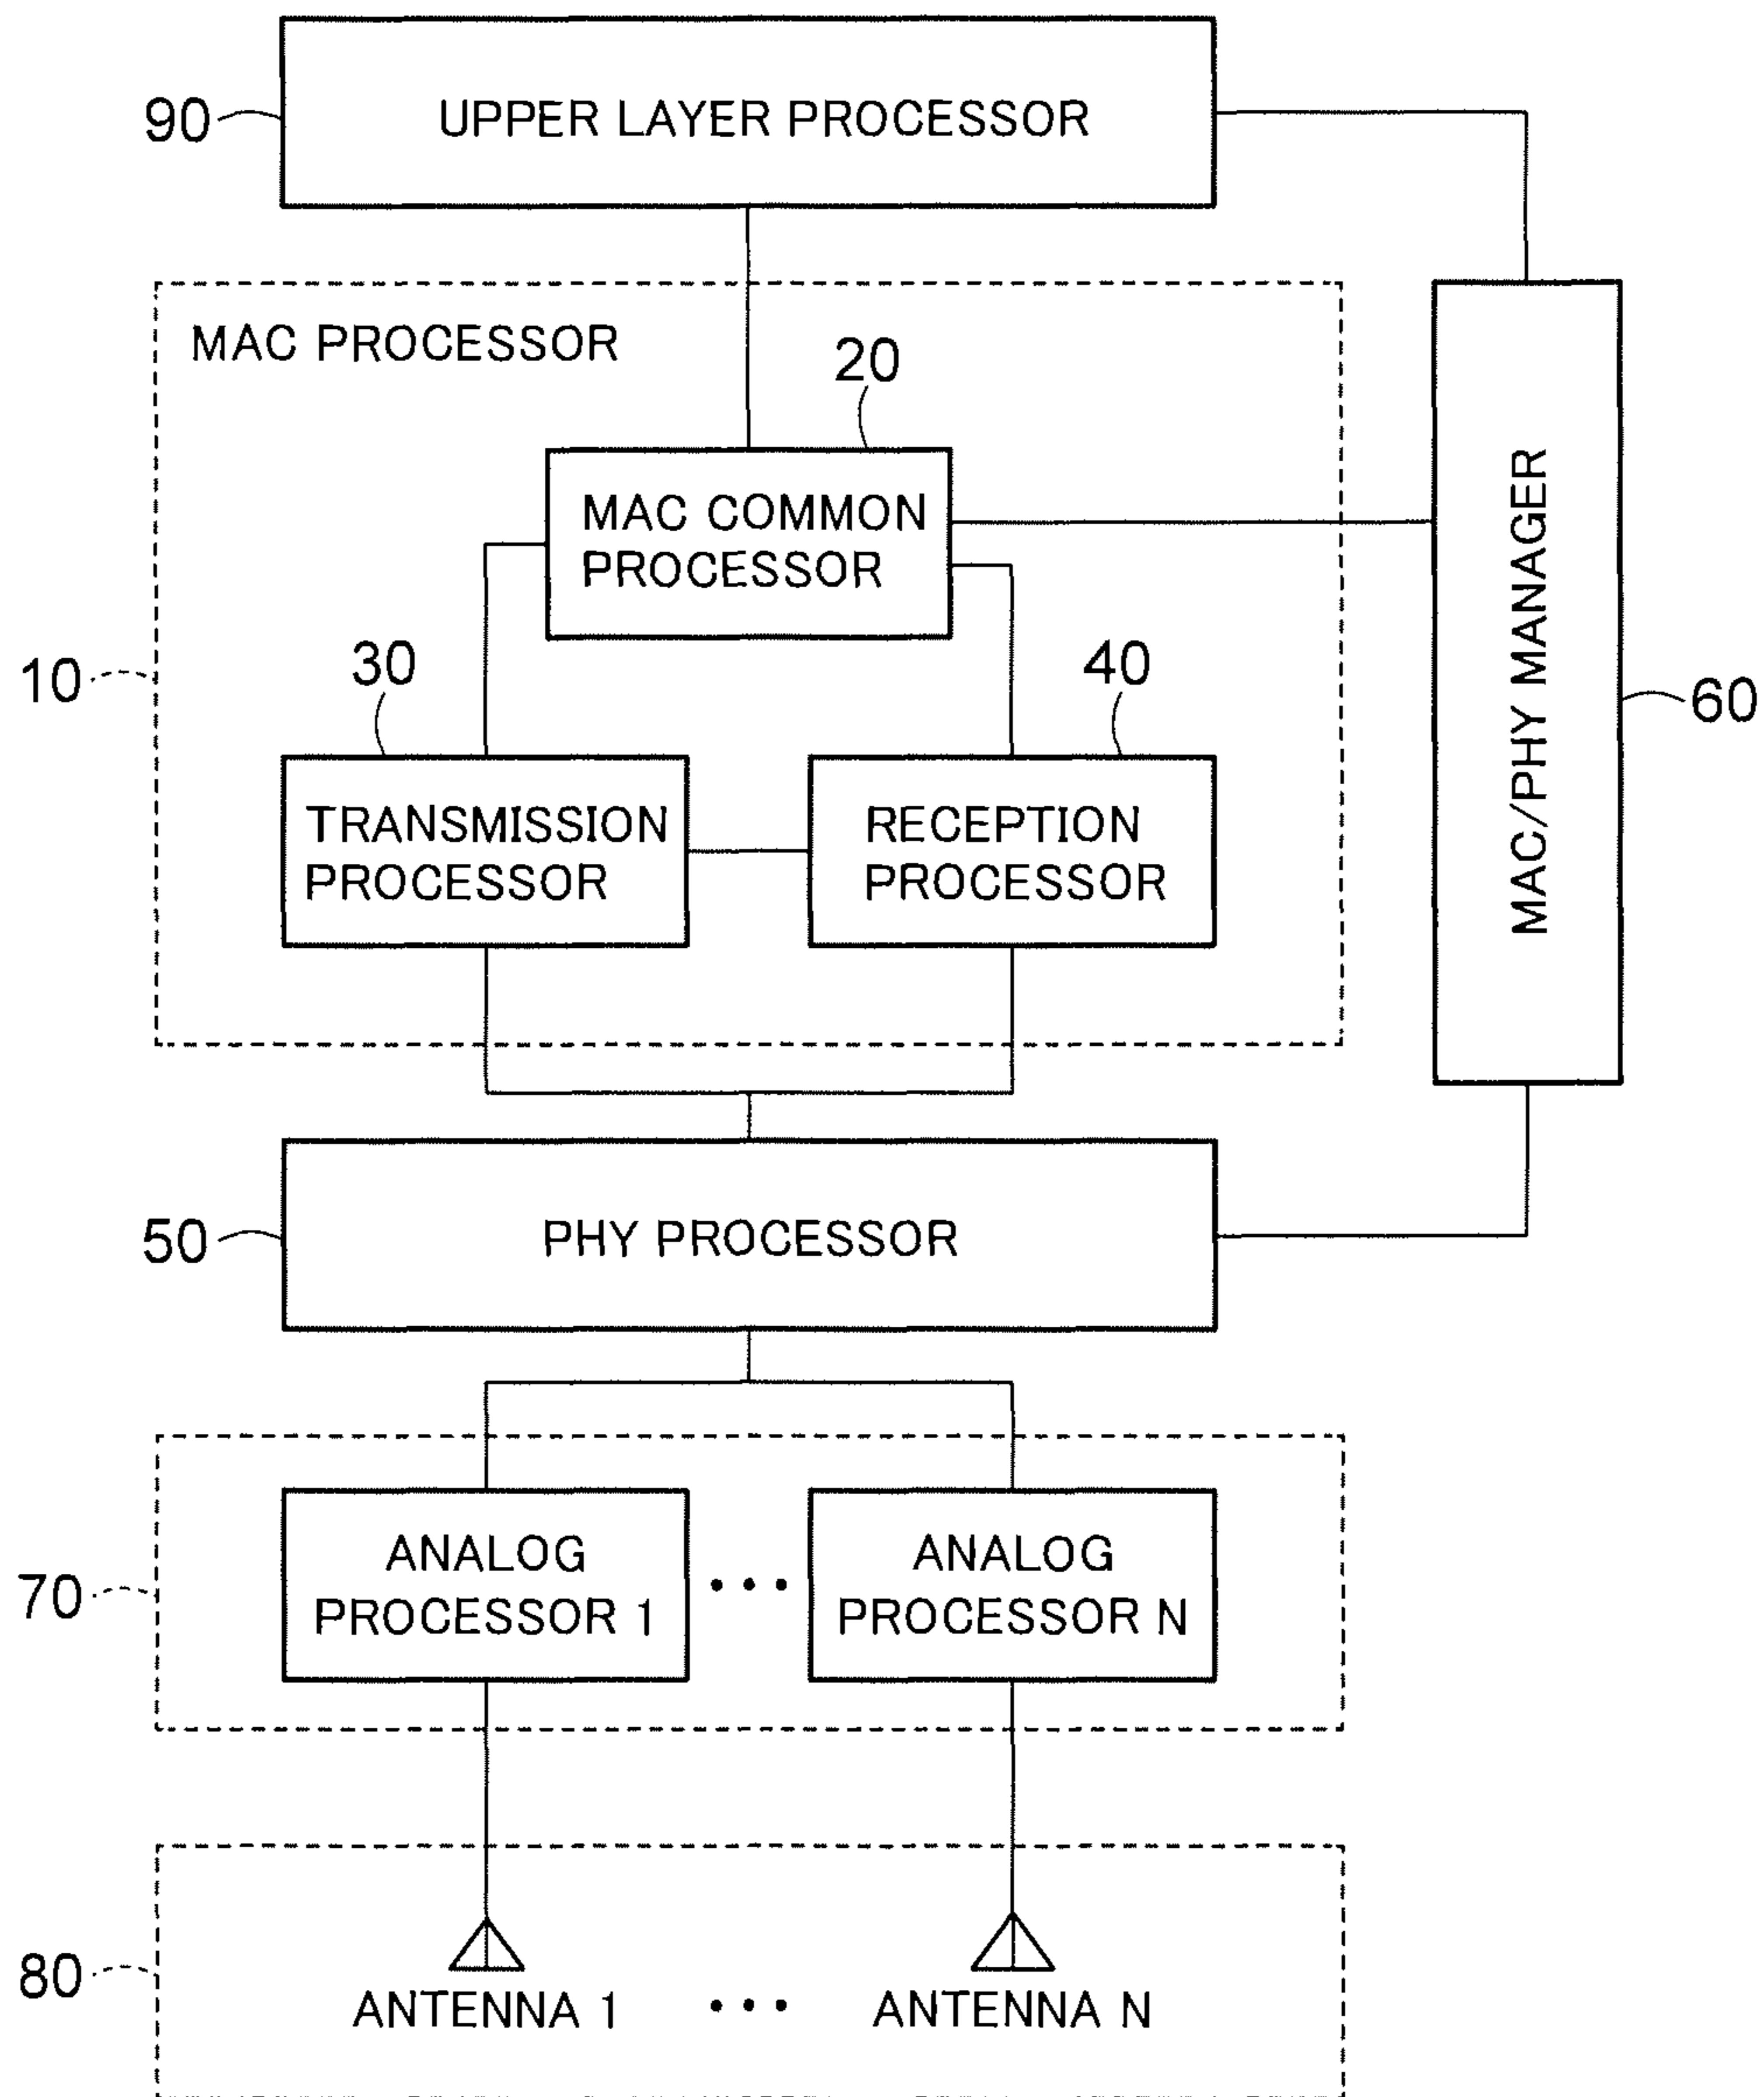 90
UPPER LAYER PROCESSOR
MAC PROCESSOR
20
MAC COMMON
PROCESSOR
10
30
40
TRANSMISSION
PROCESSOR
RECEPTION
PROCESSOR
MAC/PHY MANAGER
60
50
PHY PROCESSOR
70
ANALOG
PROCESSOR 1
• • •
ANALOG
PROCESSOR N
80
ANTENNA 1
• • •
ANTENNA N